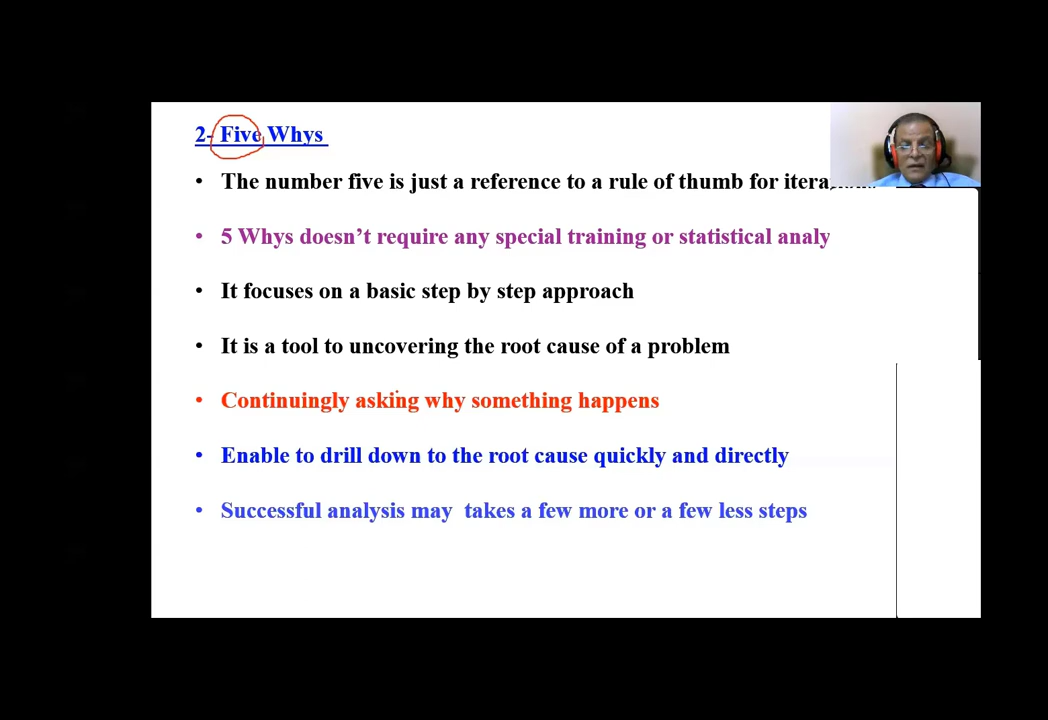 2- Five Whys
• The number five is just a reference to a rule of thumb for
• 5 Whys doesn’t require any special training or statistical analy
• It focuses on a basic step by step approach
• It is a tool to uncovering the root cause of a problem
• Continuingly asking why something happens
• Enable to drill down to the root cause quickly and directly
• Successful analysis may takes a few more or a few less steps